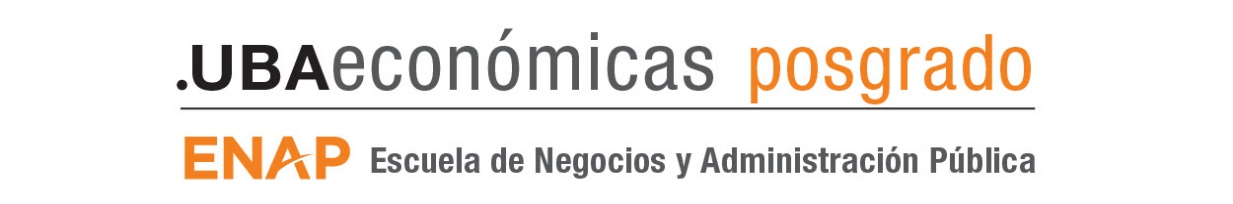 .UBAeconómicas posgrado
ENAP Escuela de Negocios y Administración Pública